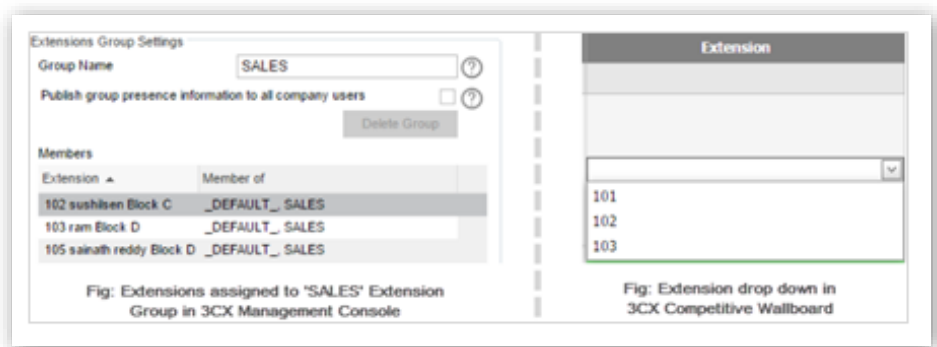 Extensions Group Settings
Group Name SALES ?
Publish group presence information to all company users ?
Delete Group
Members
Extension Member of
102 sushilsen Block C _DEFAULT_, SALES
103 ram Block D _DEFAULT_, SALES
105 sainath reddy Block D _DEFAULT_, SALES
Fig: Extensions assigned to "SALES" Extension
Group in 3CX Management Console
Extension
101
102
103
Fig: Extension drop down in
3CX Competitive Wallboard